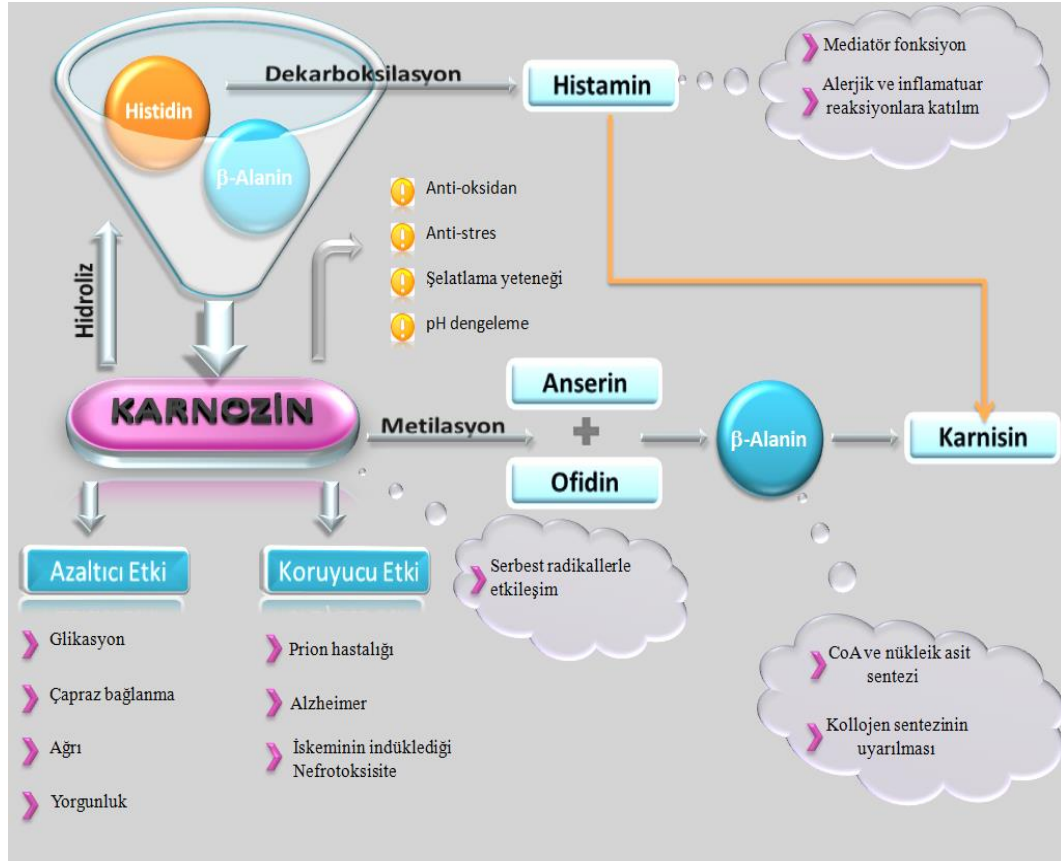 Dekarboksilasyon
Histamin
Mediatör fonksiyon
Alerjik ve inflamatuar
reaksiyonlara katılım
Histidin
β-Alanin
Anti-oksidan
Anti-stres
Şelatlama yeteneği
pH dengeleme
Hidroliz
KARNOZİN
Metilasyon
Anserin
Ofidin
β-Alanin
Karnisin
Azaltıcı Etki
Koruyucu Etki
Serbest radikallerle
etkileşim
Glikasyon
Çapraz bağlanma
Ağrı
Yorgunluk
Prion hastalığı
Alzheimer
İskeminin indüklediği
Nefrotoksisite
CoA ve nükleik asit
sentezi
Kollojen sentezinin
uyarılması